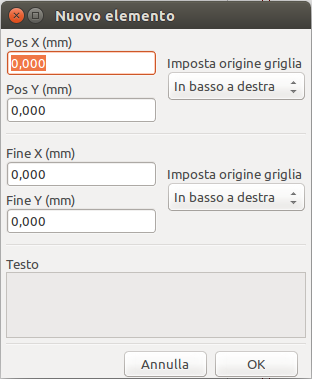 Nuovo elemento
Pos X (mm)
0,000
Imposta origine griglia
In basso a destra
Pos Y (mm)
0,000
Fine X (mm)
0,000
Imposta origine griglia
In basso a destra
Fine Y (mm)
0,000
Testo
Annulla
OK